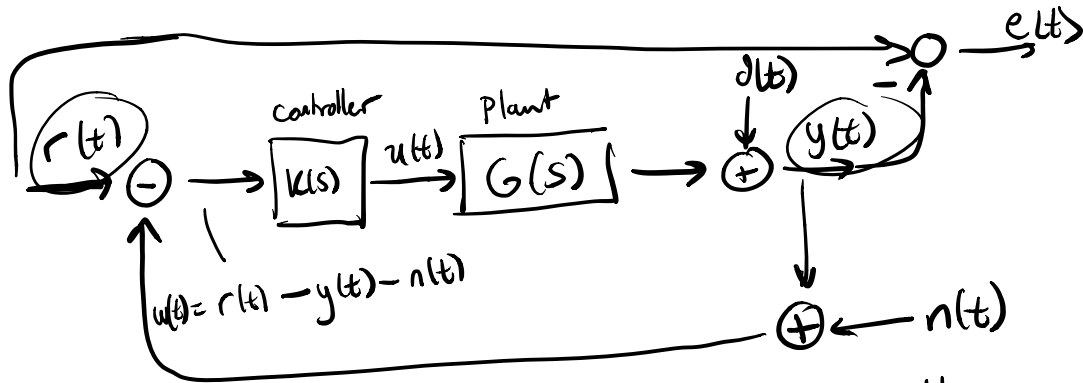 e(t)
d(t)
controller
Plant
r(t)
-
K(s)
u(t)
G(s)
+
y(t)
-
w(t)= r(t) - y(t) - n(t)
+
n(t)